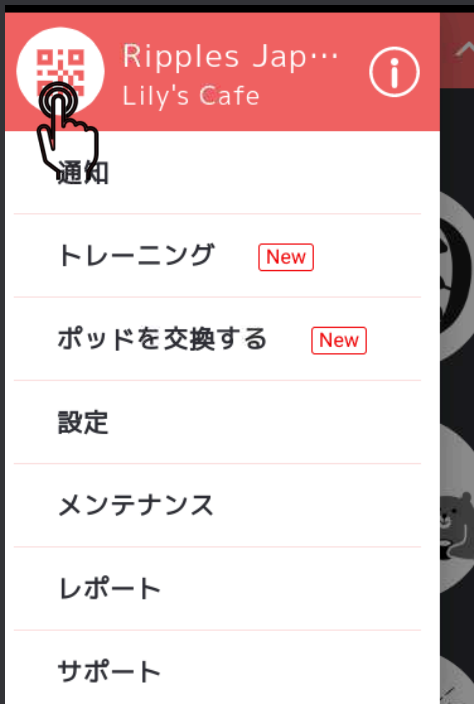 Ripples Jap…
Lily's Cafe
通知
トレーニング New
ポッドを交換する New
設定
メンテナンス
レポート
サポート